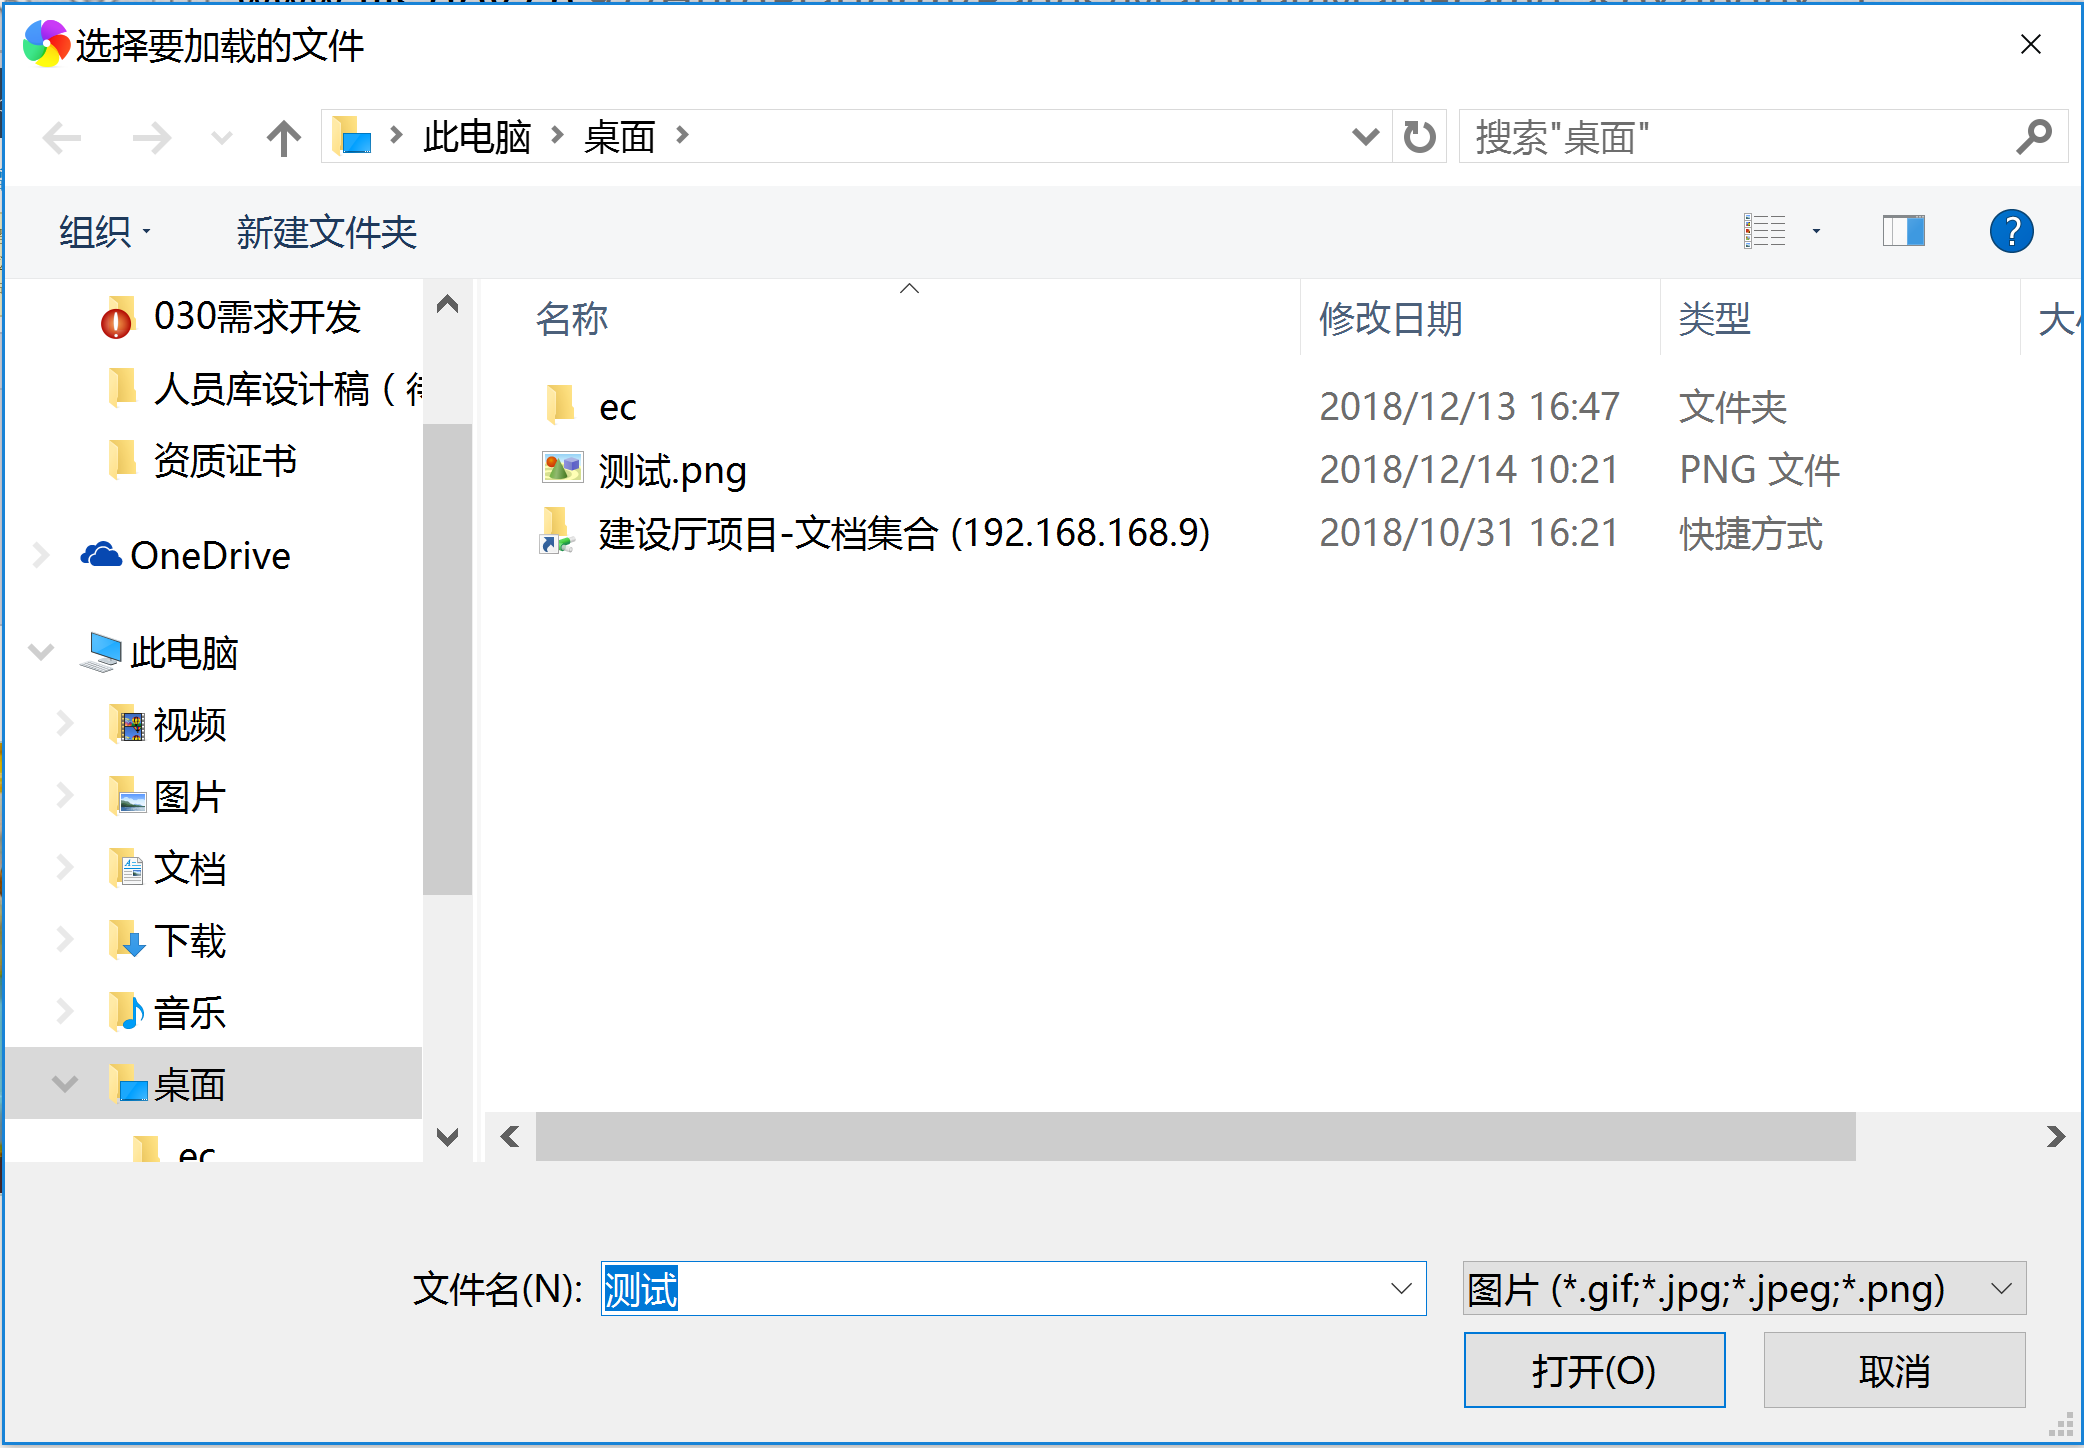 选择要加载的文件
此电脑 桌面
搜索"桌面"
组织 新建文件夹
030需求开发
人员库设计稿（
资质证书
OneDrive
此电脑
视频
图片
文档
下载
音乐
桌面
ec
名称 修改日期 类型 大
ec 2018/12/13 16:47 文件夹
测试.png 2018/12/14 10:21 PNG 文件
建设厅项目-文档集合 (192.168.168.9) 2018/10/31 16:21 快捷方式
文件名(N): 测试 图片 (*.gif;*.jpg;*.jpeg;*.png)
打开(O) 取消